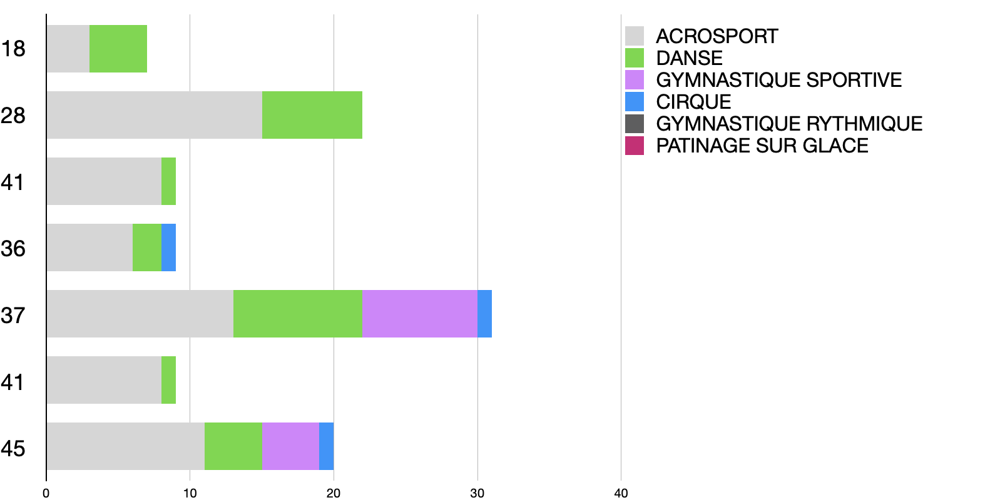 18
28
41
36
37
41
45
0 10 20 30 40
ACROSPORT
DANSE
GYMNASTIQUE SPORTIVE
CIRQUE
GYMNASTIQUE RYTHMIQUE
PATINAGE SUR GLACE